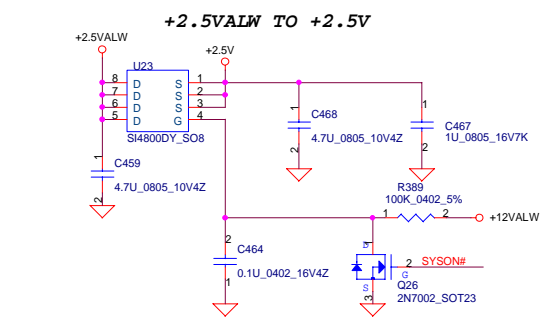 +2.5VALW TO +2.5V
+2.5VALW
+2.5V
U23
8 D S 1
7 D S 2
6 D S 3
5 D G 4
SI4800DY_SO8
1
C459
4.7U_0805_10V4Z
2
1
C468
4.7U_0805_10V4Z
2
1
C467
1U_0805_16V7K
2
R389
100K_0402_5%
1 2
+12VALW
2
C464
0.1U_0402_16V4Z
1
1
D
2
SYSON#
G
S
3
Q26
2N7002_SOT23